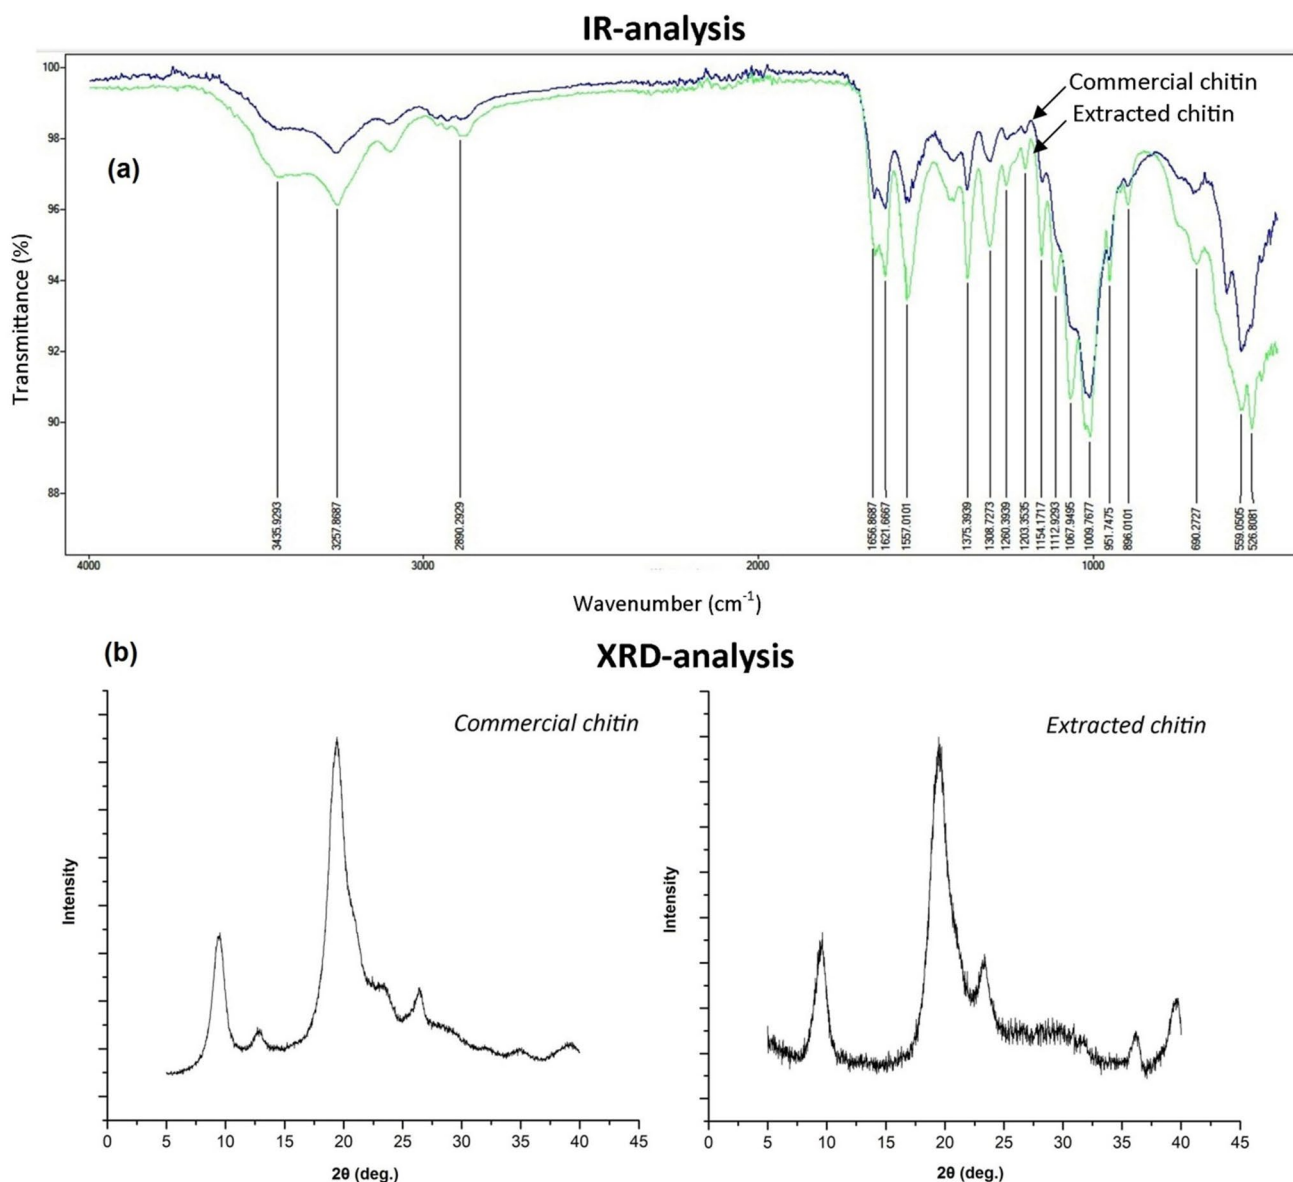 IR-analysis
100
98
96
94
92
90
88
Transmittance (%)
(a)
Commercial chitin
Extracted chitin
3435.9293
3257.8687
2890.2929
1656.8687
1621.6667
1557.0101
1375.3939
1308.7273
1260.3939
1203.3535
1154.1717
1112.9293
1067.9495
1009.7677
951.7475
896.0101
690.2727
559.0505
526.8081
4000
3000
2000
1000
Wavenumber (cm⁻¹)
(b)
XRD-analysis
Commercial chitin
Intensity
0 5 10 15 20 25 30 35 40 45
2θ (deg.)
Extracted chitin
Intensity
0 5 10 15 20 25 30 35 40 45
2θ (deg.)